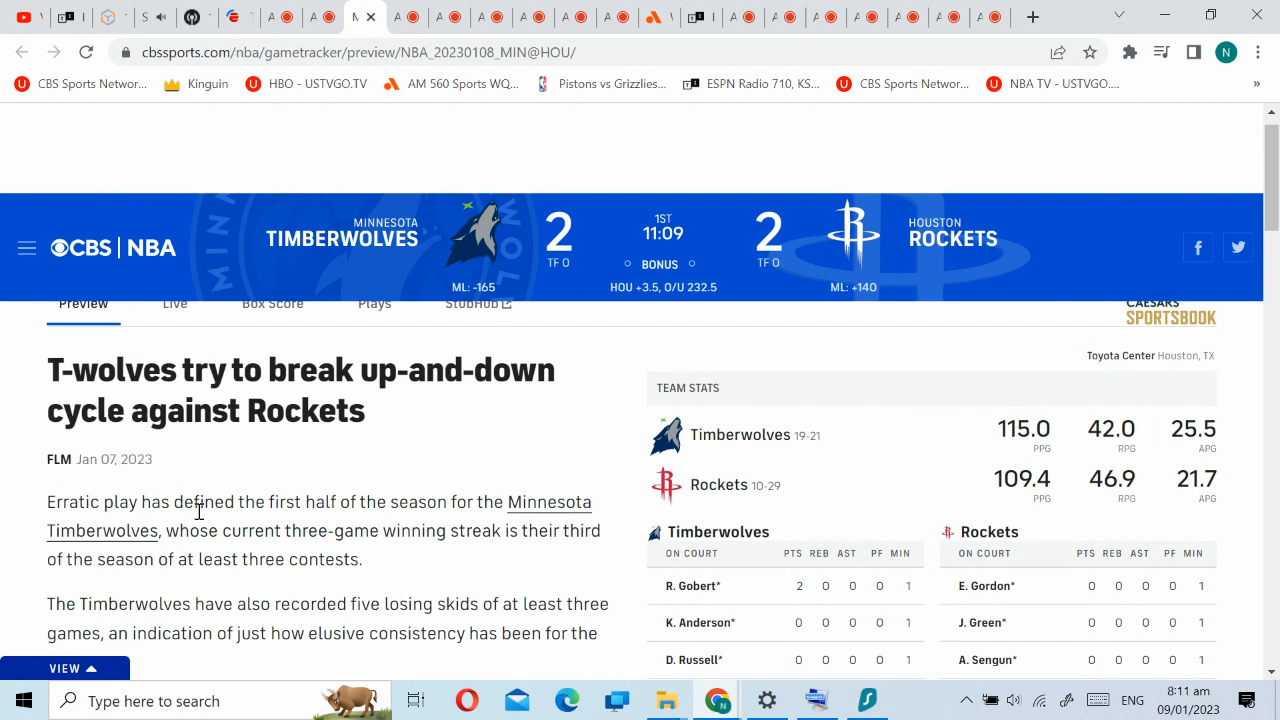 cbssports.com/nba/gametracker/preview/NBA_20230108_MIN@HOU/
N
CBS Sports Networ... Kinguin HBO - USTVGO.TV AM 560 Sports WQ... Pistons vs Grizzlies... ESPN Radio 710, KS... CBS Sports Networ... NBA TV - USTVGO.... »
CBS | NBA
MINNESOTA
TIMBERWOLVES
2
TF 0
ML: -165
1ST
11:09
BONUS
HOU +3.5, O/U 232.5
2
TF 0
ML: +140
HOUSTON
ROCKETS
Preview Live Box Score Plays StubHub
CAESARS
SPORTSBOOK
T-wolves try to break up-and-down
cycle against Rockets
FLM Jan 07, 2023
Erratic play has defined the first half of the season for the Minnesota
Timberwolves, whose current three-game winning streak is their third
of the season of at least three contests.
The Timberwolves have also recorded five losing skids of at least three
games, an indication of just how elusive consistency has been for the
Toyota Center Houston, TX
TEAM STATS
Timberwolves 19-21 115.0 42.0 25.5
PPG RPG APG
Rockets 10-29 109.4 46.9 21.7
PPG RPG APG
Timberwolves
ON COURT PTS REB AST PF MIN
R. Gobert* 2 0 0 0 1
K. Anderson* 0 0 0 0 1
D. Russell* 0 0 0 0 1
Rockets
ON COURT PTS REB AST PF MIN
E. Gordon* 0 0 0 0 1
J. Green* 0 0 0 0 1
A. Sengun* 0 0 0 0 1
VIEW
Type here to search
ENG
8:11 am
09/01/2023